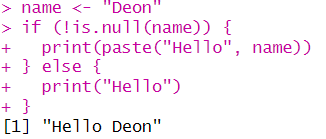 > name <- "Deon"
> if (!is.null(name)) {
+   print(paste("Hello", name))
+ } else {
+   print("Hello")
+ }
[1] "Hello Deon"